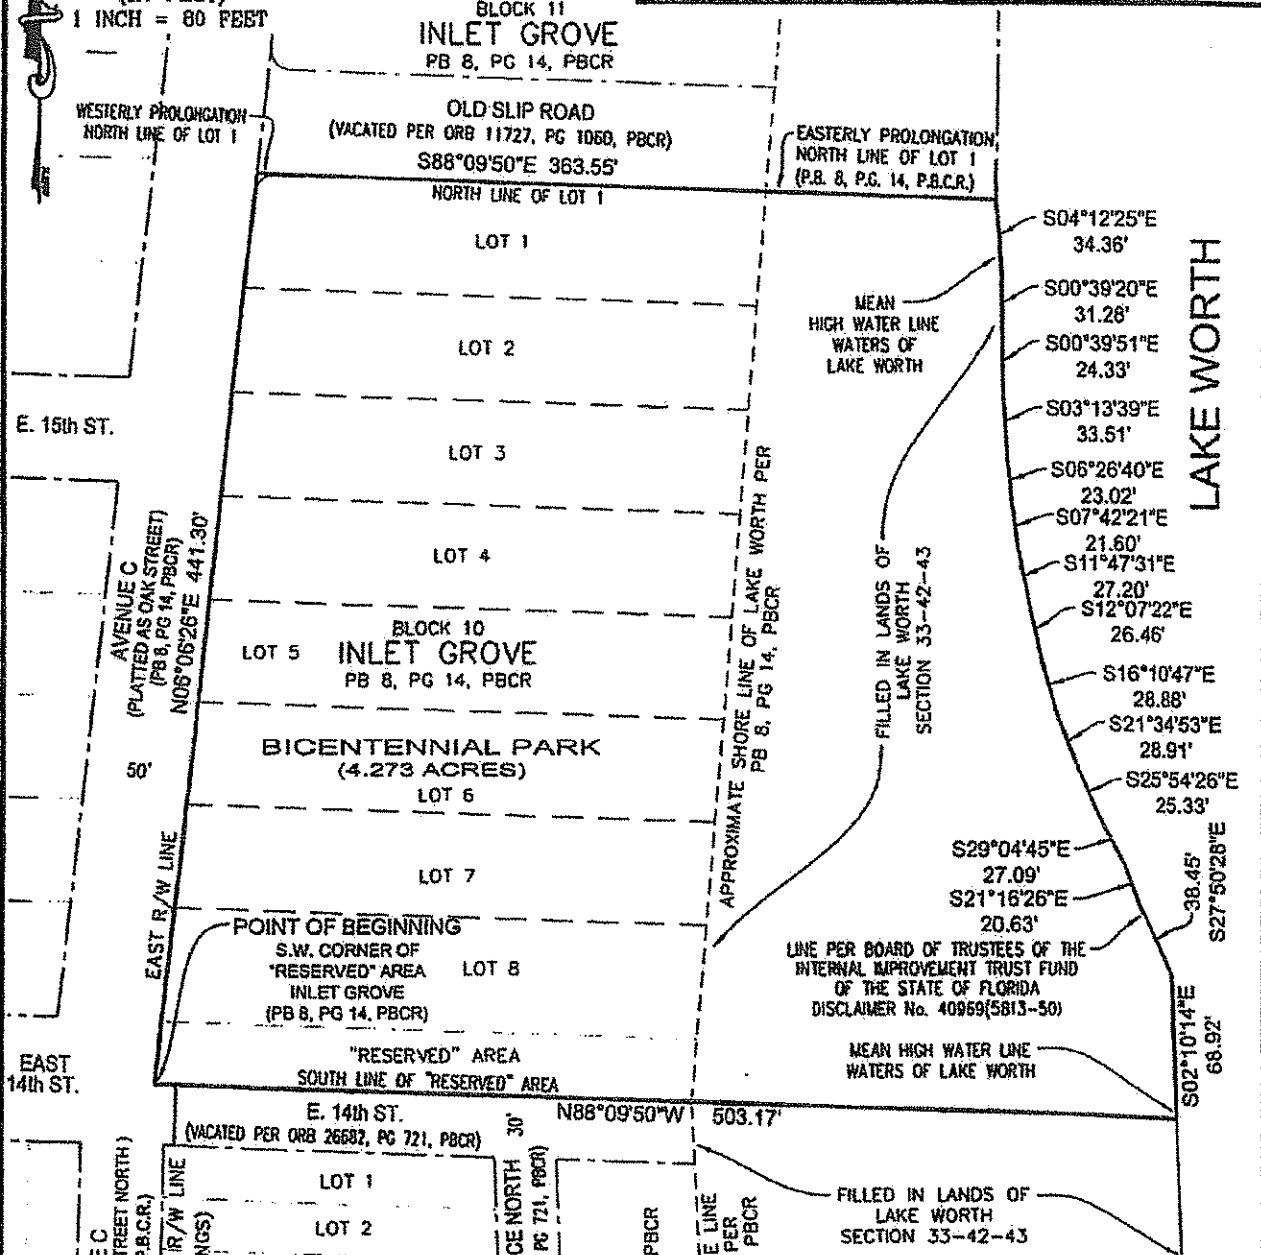 1 INCH = 80 FEET
BLOCK 11
INLET GROVE
PB 8, PG 14, PBCR
WESTERLY PROLONGATION
NORTH LINE OF LOT 1
OLD SLIP ROAD
(VACATED PER ORB 11727, PG 1060, PBCR)
S88°09'50"E 363.55'
NORTH LINE OF LOT 1
EASTERLY PROLONGATION
NORTH LINE OF LOT 1
(P.B. 8, P.G. 14, P.B.C.R.)
LOT 1
LOT 2
LOT 3
LOT 4
BLOCK 10
LOT 5
INLET GROVE
PB 8, PG 14, PBCR
BICENTENNIAL PARK
(4.273 ACRES)
LOT 6
LOT 7
LOT 8
E. 15th ST.
AVENUE C
(PLATTED AS OAK STREET)
(PB 8, PG 14, PBCR)
N06°06'26"E 441.30'
50'
EAST R/W LINE
POINT OF BEGINNING
S.W. CORNER OF
"RESERVED" AREA
INLET GROVE
(PB 8, PG 14, PBCR)
EAST
14th ST.
"RESERVED" AREA
SOUTH LINE OF "RESERVED" AREA
APPROXIMATE SHORE LINE OF LAKE WORTH PER
PB 8, PG 14, PBCR
MEAN
HIGH WATER LINE
WATERS OF
LAKE WORTH
FILLED IN LANDS OF
LAKE WORTH
SECTION 33-42-43
S04°12'25"E
34.36'
S00°39'20"E
31.28'
S00°39'51"E
24.33'
S03°13'39"E
33.51'
S06°26'40"E
23.02'
S07°42'21"E
21.60'
S11°47'31"E
27.20'
S12°07'22"E
26.46'
S16°10'47"E
28.88'
S21°34'53"E
28.91'
S25°54'26"E
25.33'
S29°04'45"E
27.09'
S21°16'26"E
20.63'
38.45'
S27°50'28"E
LAKE WORTH
LINE PER BOARD OF TRUSTEES OF THE
INTERNAL IMPROVEMENT TRUST FUND
OF THE STATE OF FLORIDA
DISCLAIMER No. 40969(5813-50)
MEAN HIGH WATER LINE
WATERS OF LAKE WORTH
S02°10'14"E
68.92'
E. 14th ST.
(VACATED PER ORB 26682, PG 721, PBCR)
30'
N88°09'50"W 503.17'
LOT 1
LOT 2
STREET NORTH)
P.B.C.R.)
R/W LINE
NORTH
PG 721, PBCR)
PBCR
LINE
PER
PBCR
FILLED IN LANDS OF
LAKE WORTH
SECTION 33-42-43